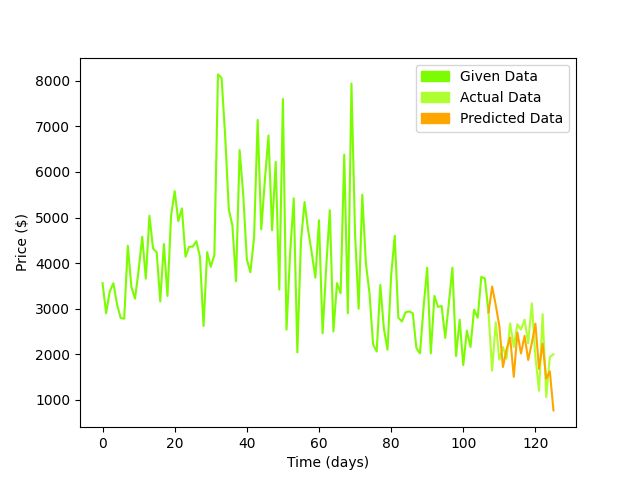 Given Data
Actual Data
Predicted Data
Price ($)
8000
7000
6000
5000
4000
3000
2000
1000
0 20 40 60 80 100 120
Time (days)